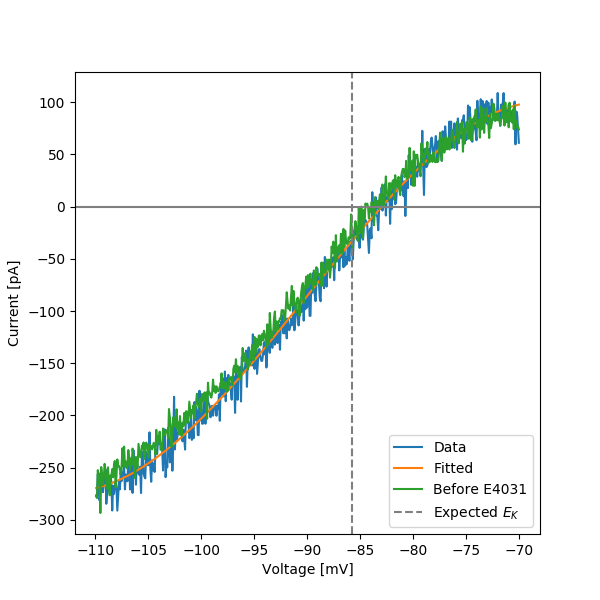 100
50
0
−50
−100
−150
−200
−250
−300
Current [pA]
Data
Fitted
Before E4031
Expected E_K
−110 −105 −100 −95 −90 −85 −80 −75 −70
Voltage [mV]